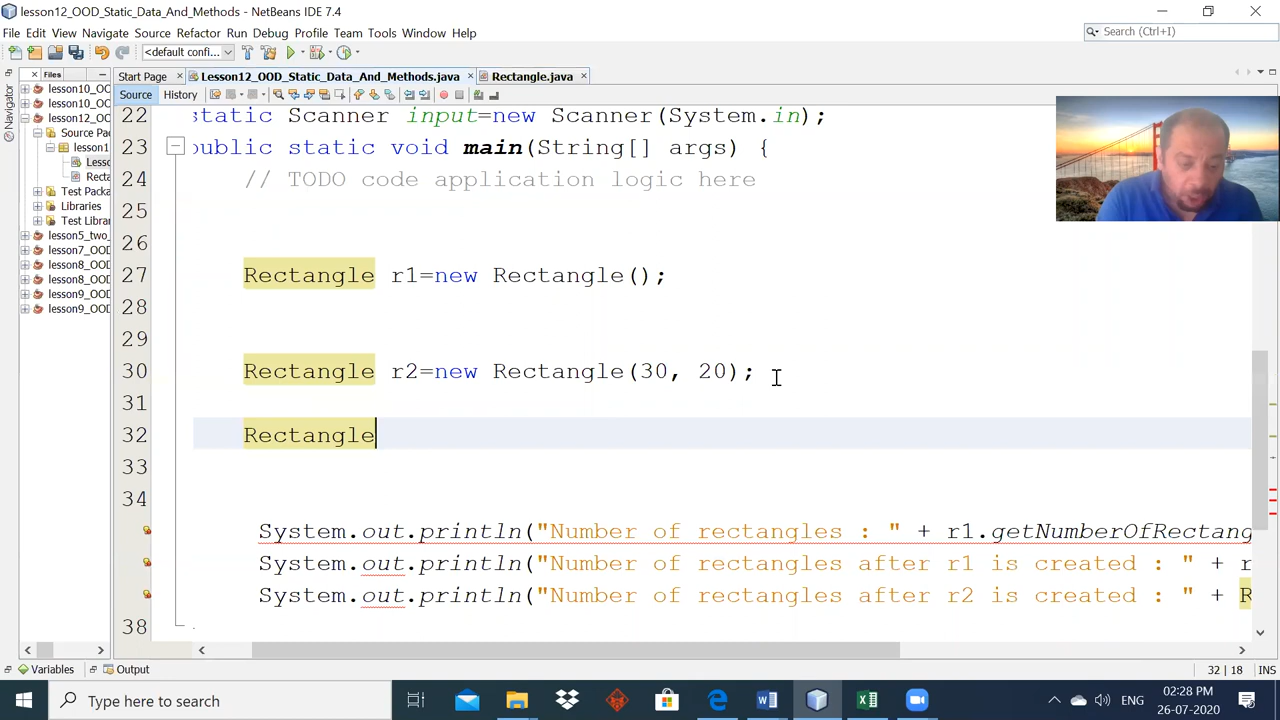 lesson12_OOD_Static_Data_And_Methods - NetBeans IDE 7.4
File Edit View Navigate Source Refactor Run Debug Profile Team Tools Window Help
Search (Ctrl+I)
<default confi...
Files
Start Page
Lesson12_OOD_Static_Data_And_Methods.java
Rectangle.java
Navigator
Source History
lesson10_OO
lesson10_OO
lesson12_OO
Source Pac
lesson1
Lesso
Recta
Test Packa
Libraries
Test Librar
lesson5_two_
lesson7_OOD
lesson8_OOD
lesson8_OOD
lesson9_OOD
lesson9_OOD
22 static Scanner input=new Scanner(System.in);
23 public static void main(String[] args) {
24 // TODO code application logic here
25
26
27 Rectangle r1=new Rectangle();
28
29
30 Rectangle r2=new Rectangle(30, 20);
31
32 Rectangle
33
34
System.out.println("Number of rectangles : " + r1.getNumberOfRectang
System.out.println("Number of rectangles after r1 is created : " + r
System.out.println("Number of rectangles after r2 is created : " + R
38
Variables Output
32 | 18 INS
Type here to search
ENG
02:28 PM
26-07-2020